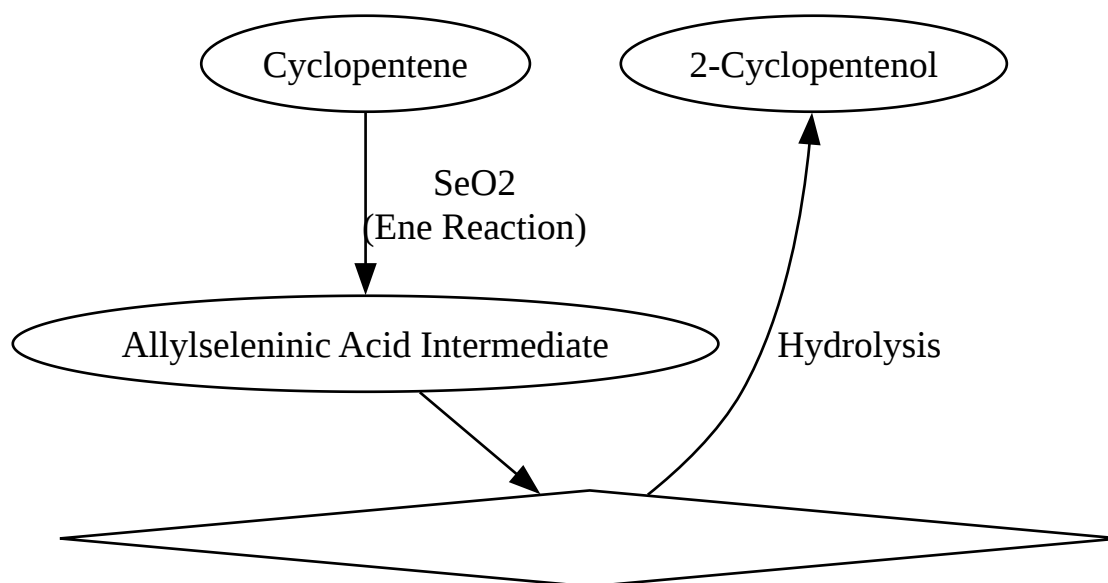 Cyclopentene
2-Cyclopentenol
SeO2
(Ene Reaction)
Allylseleninic Acid Intermediate
Hydrolysis